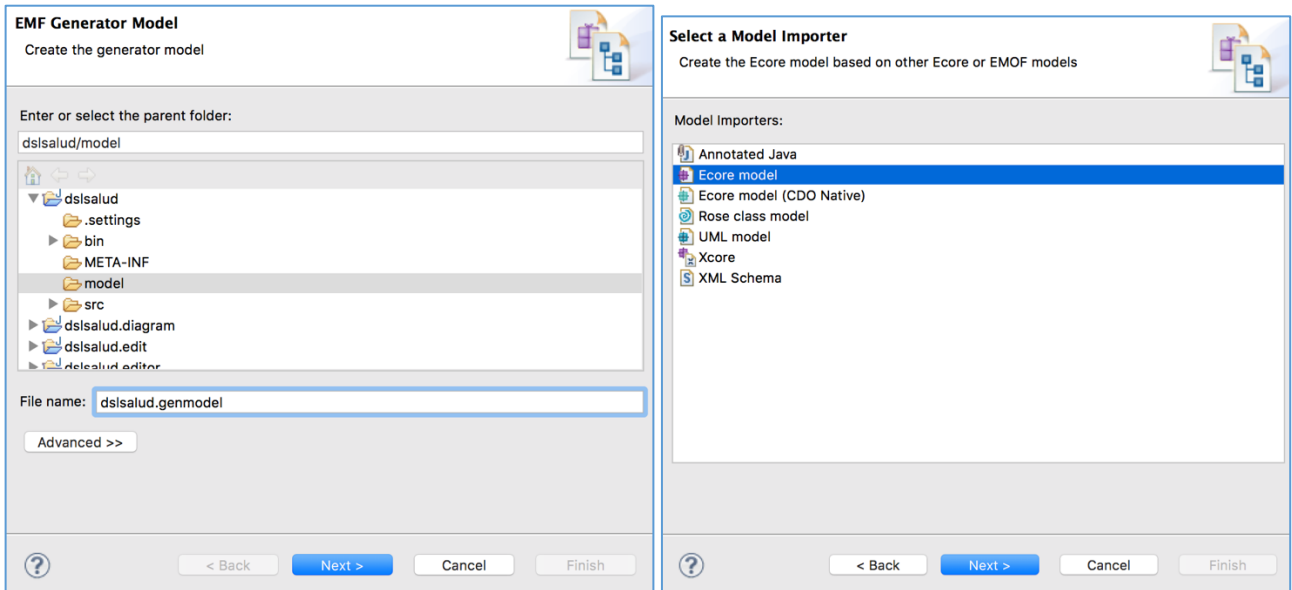 EMF Generator Model
Create the generator model
Enter or select the parent folder:
dslsalud/model
dslsalud
.settings
bin
META-INF
model
src
dslsalud.diagram
dslsalud.edit
dslsalud.editor
File name: dslsalud.genmodel
Advanced >>
? < Back Next > Cancel Finish
Select a Model Importer
Create the Ecore model based on other Ecore or EMOF models
Model Importers:
Annotated Java
Ecore model
Ecore model (CDO Native)
Rose class model
UML model
Xcore
XML Schema
? < Back Next > Cancel Finish